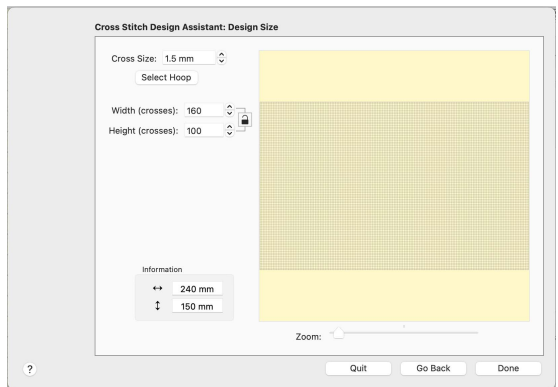 Cross Stitch Design Assistant: Design Size
Cross Size: 1.5 mm
Select Hoop
Width (crosses): 160
Height (crosses): 100
Information
240 mm
150 mm
Zoom:
? Quit Go Back Done